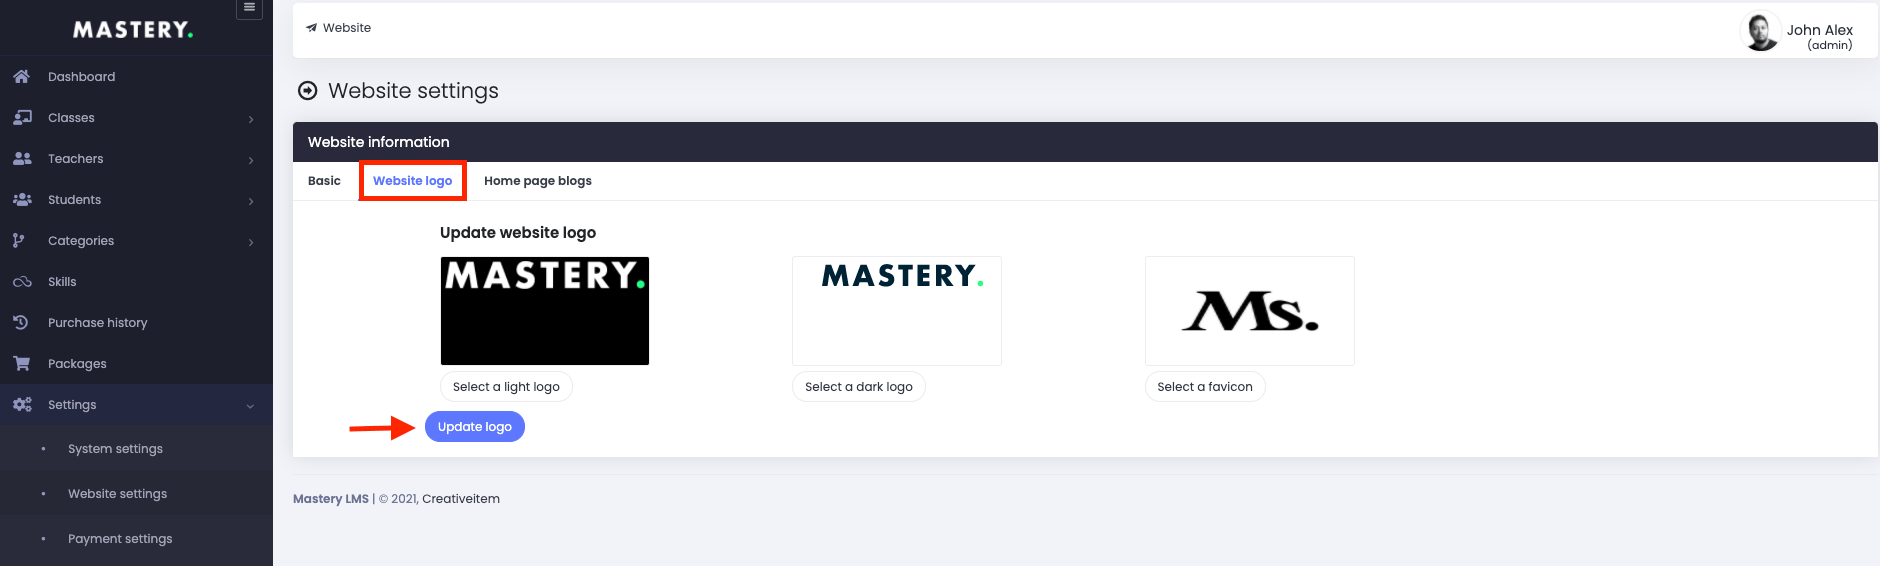 MASTERY.
Dashboard
Classes
Teachers
Students
Categories
Skills
Purchase history
Packages
Settings
System settings
Website settings
Payment settings
Website
John Alex
(admin)
Website settings
Website information
Basic Website logo Home page blogs
Update website logo
MASTERY. MASTERY. Ms.
Select a light logo Select a dark logo Select a favicon
Update logo
Mastery LMS | © 2021, Creativeitem